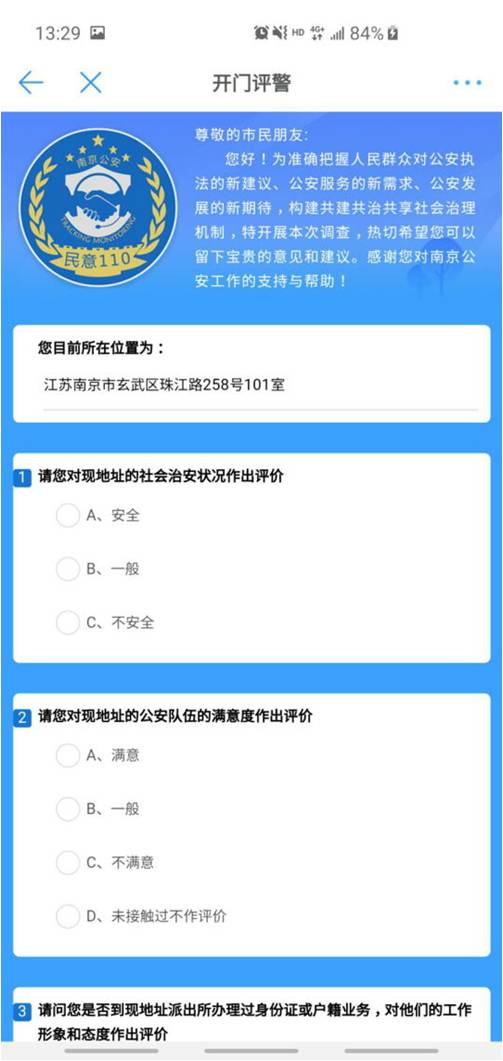 13:29
HD 4G+ 84%
开门评警
南京公安
TRACKING MONITORING
民意110
尊敬的市民朋友:
您好！为准确把握人民群众对公安执
法的新建议、公安服务的新需求、公安发
展的新期待，构建共建共治共享社会治理
机制，特开展本次调查，热切希望您可以
留下宝贵的意见和建议。感谢您对南京公
安工作的支持与帮助！
您目前所在位置为：
江苏南京市玄武区珠江路258号101室
1 请您对现地址的社会治安状况作出评价
A、安全
B、一般
C、不安全
2 请您对现地址的公安队伍的满意度作出评价
A、满意
B、一般
C、不满意
D、未接触过不作评价
3 请问您是否到现地址派出所办理过身份证或户籍业务，对他们的工作
形象和态度作出评价